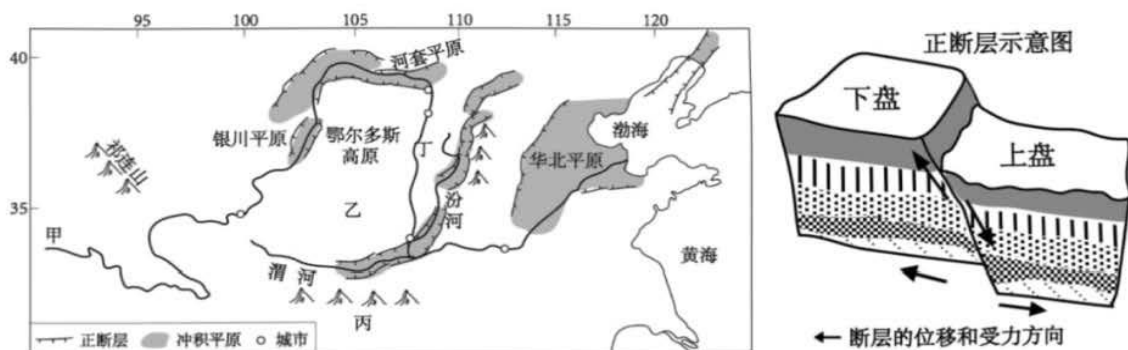 95 100 105 110 115 120
40
35
河套平原
银川平原
鄂尔多斯
高原
祁连山
丁
华北平原
渤海
乙
汾河
甲
渭河
黄海
丙
正断层 冲积平原 城市
正断层示意图
下盘
上盘
断层的位移和受力方向